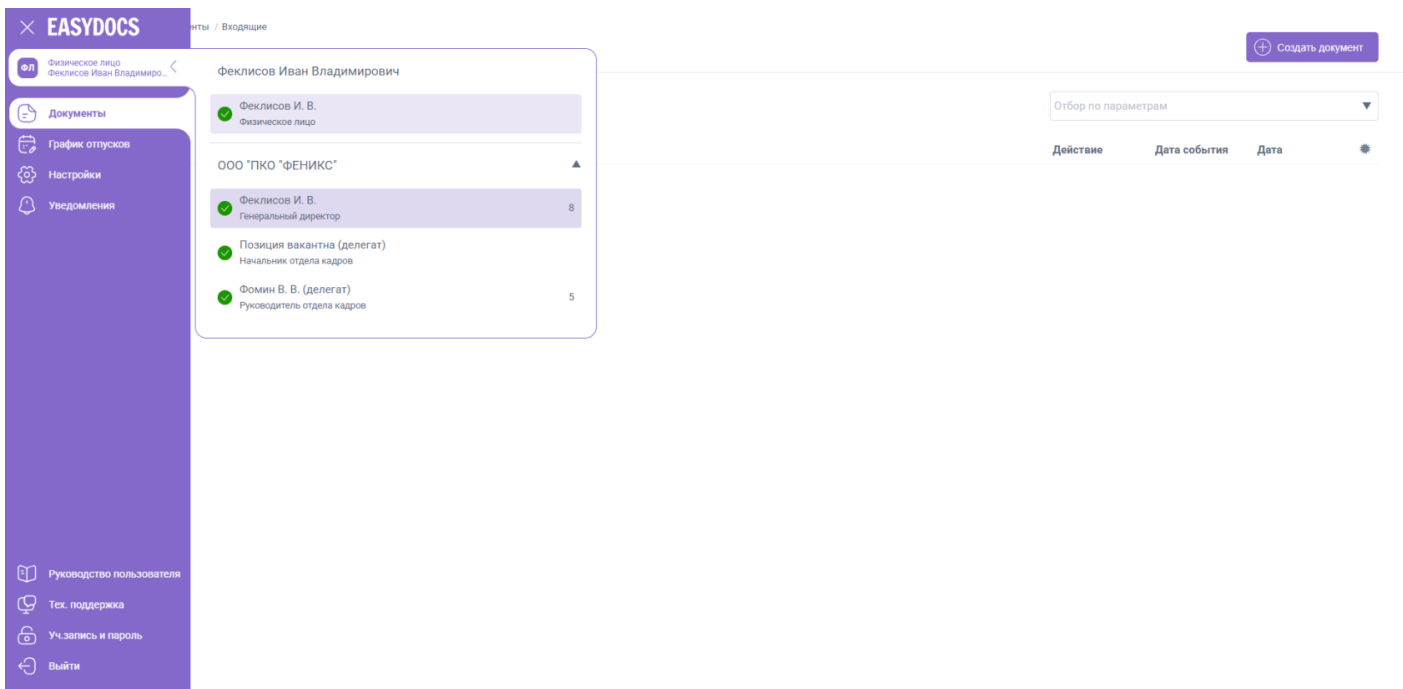 EASYDOCS
нты / Входящие
Создать документ
ФЛ
Физическое лицо
Феклисов Иван Владимиро...
Феклисов Иван Владимирович
Феклисов И. В.
Физическое лицо
ООО "ПКО "ФЕНИКС"
Феклисов И. В.
Генеральный директор
8
Позиция вакантна (делегат)
Начальник отдела кадров
Фомин В. В. (делегат)
Руководитель отдела кадров
5
Отбор по параметрам
Действие Дата события Дата
Документы
График отпусков
Настройки
Уведомления
Руководство пользователя
Тех. поддержка
Уч.запись и пароль
Выйти